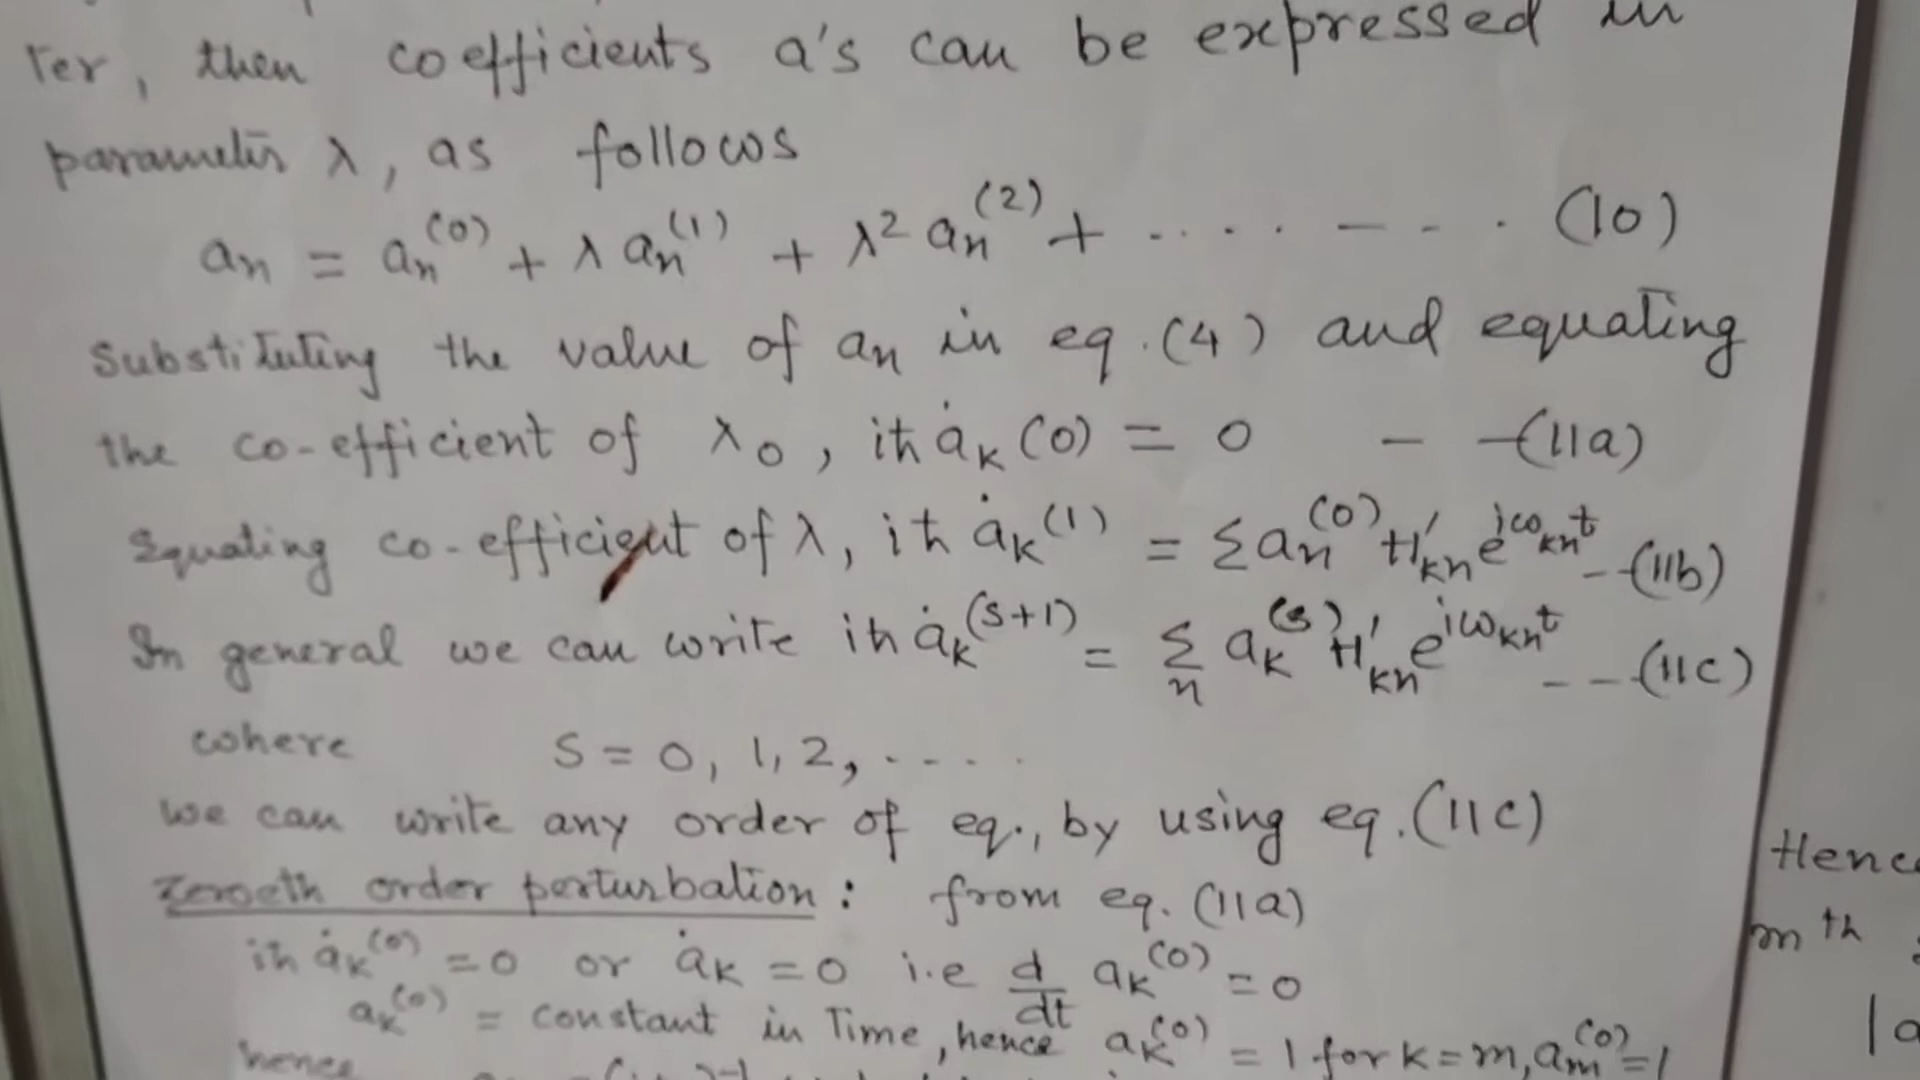 ter, then coefficients a's can be expressed in
parameter λ, as follows
an = an^(0) + λ an^(1) + λ² an^(2) + ..... - - - . (10)
Substituting the value of an in eq. (4) and equating
the co-efficient of λ0, iħ ȧk (0) = 0 - -(11a)
Equating co-efficient of λ, iħ ȧk^(1) = Σ an^(0) H'kn e^iωknt --(11b)
In general we can write iħ ȧk^(s+1) = Σn ak^(s) H'kn e^iωknt ---(11c)
where S = 0, 1, 2, ....
we can write any order of eq., by using eq.(11c)
Zeroeth order perturbation : from eq. (11a)
iħ ȧk^(0) = 0 or ȧk = 0 i.e d/dt ak^(0) = 0
ak^(0) = constant in Time, hence ak^(0) = 1 for k = m, am^(0) = 1
hence
Hence
mth
|a